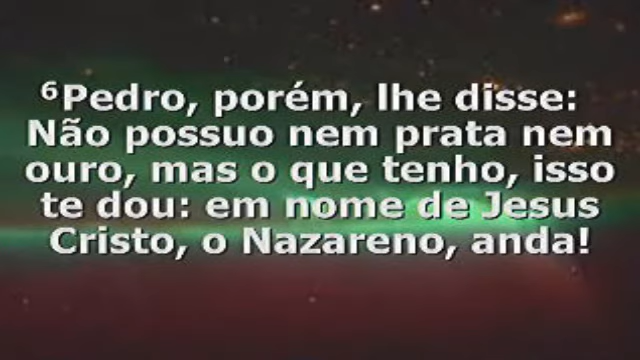 ⁶Pedro, porém, lhe disse:
Não possuo nem prata nem
ouro, mas o que tenho, isso
te dou: em nome de Jesus
Cristo, o Nazareno, anda!